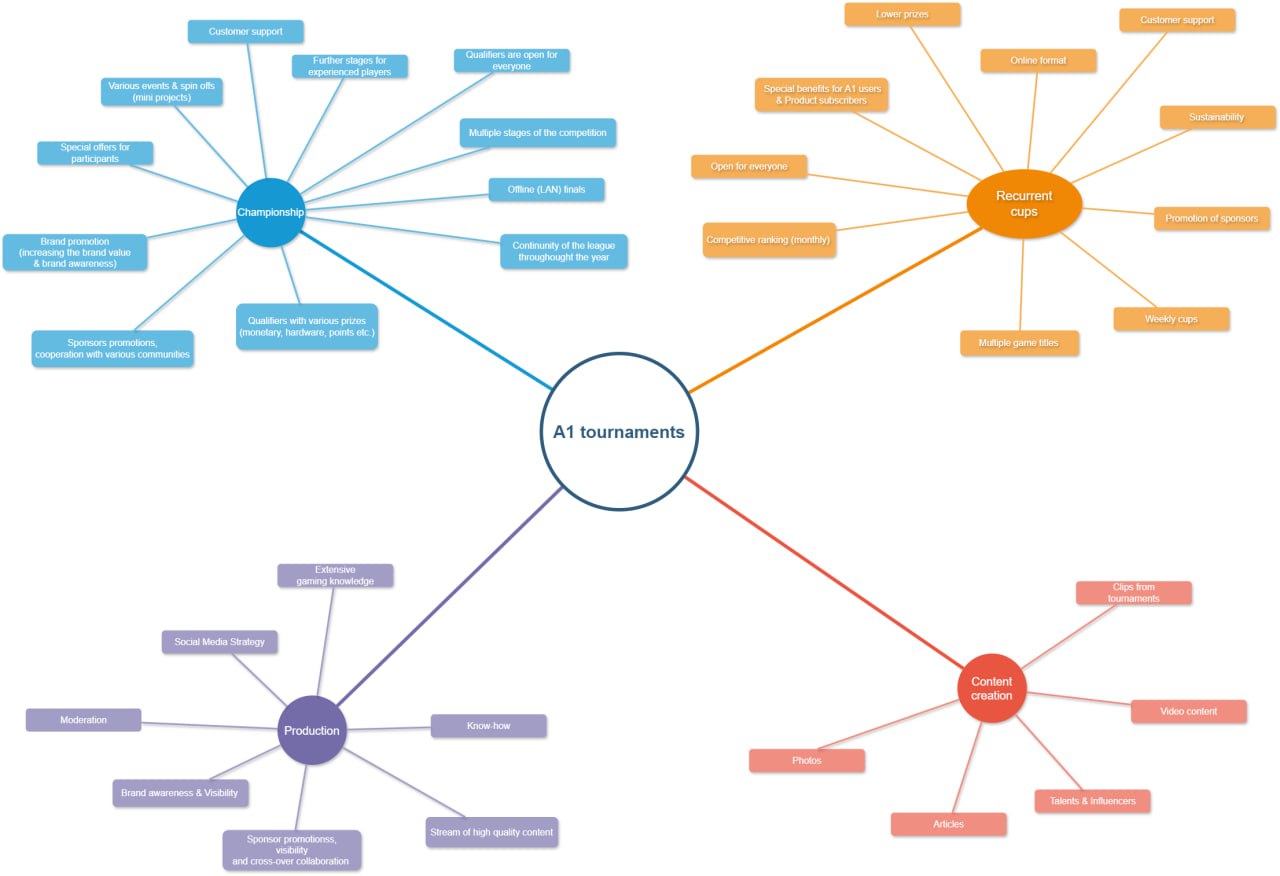 Customer support
Further stages for
experienced players
Qualifiers are open for
everyone
Various events & spin offs
(mini projects)
Multiple stages of the competition
Special offers for
participants
Offline (LAN) finals
Championship
Brand promotion
(increasing the brand value
& brand awareness)
Continunity of the league
throughought the year
Qualifiers with various prizes
(monetary, hardware, points etc.)
Sponsors promotions,
cooperation with various communities
Lower prizes
Customer support
Online format
Special benefits for A1 users
& Product subscribers
Sustainability
Open for everyone
Recurrent
cups
Promotion of sponsors
Competitive ranking (monthly)
Weekly cups
Multiple game titles
A1 tournaments
Extensive
gaming knowledge
Social Media Strategy
Moderation
Know-how
Production
Brand awareness & Visibility
Stream of high quality content
Sponsor promotionss,
visibility
and cross-over collaboration
Clips from
tournaments
Content
creation
Video content
Photos
Talents & Influencers
Articles